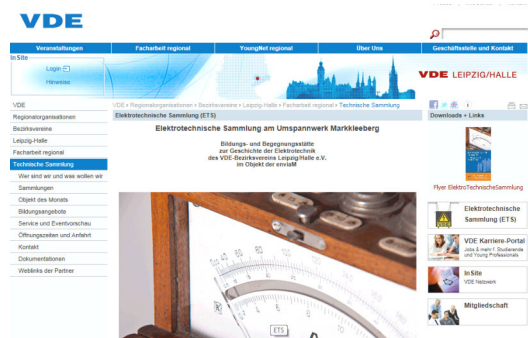 VDE
Veranstaltungen
Facharbeit regional
YoungNet regional
Über Uns
Geschäftsstelle und Kontakt
InSite
Login
Hinweise
VDE LEIPZIG/HALLE
VDE
Regionalorganisationen
Bezirksvereine
Leipzig-Halle
Facharbeit regional
Technische Sammlung
Wer sind wir und was wollen wir
Sammlungen
Objekt des Monats
Bildungsangebote
Service und Eventvorschau
Öffnungszeiten und Anfahrt
Kontakt
Dokumentationen
Weblinks der Partner
VDE › Regionalorganisationen › Bezirksvereine › Leipzig-Halle › Facharbeit regional › Technische Sammlung
Elektrotechnische Sammlung (ETS)
Elektrotechnische Sammlung am Umspannwerk Markkleeberg
Bildungs- und Begegnungsstätte
zur Geschichte der Elektrotechnik
des VDE-Bezirksvereins Leipzig/Halle e.V.
im Objekt der enviaM
ETS
Downloads + Links
Flyer ElektroTechnischeSammlung
Elektrotechnische
Sammlung (ETS)
VDE Karriere-Portal
Jobs & mehr f. Studierende
und Young Professionals
InSite
VDE Netzwerk
Mitgliedschaft